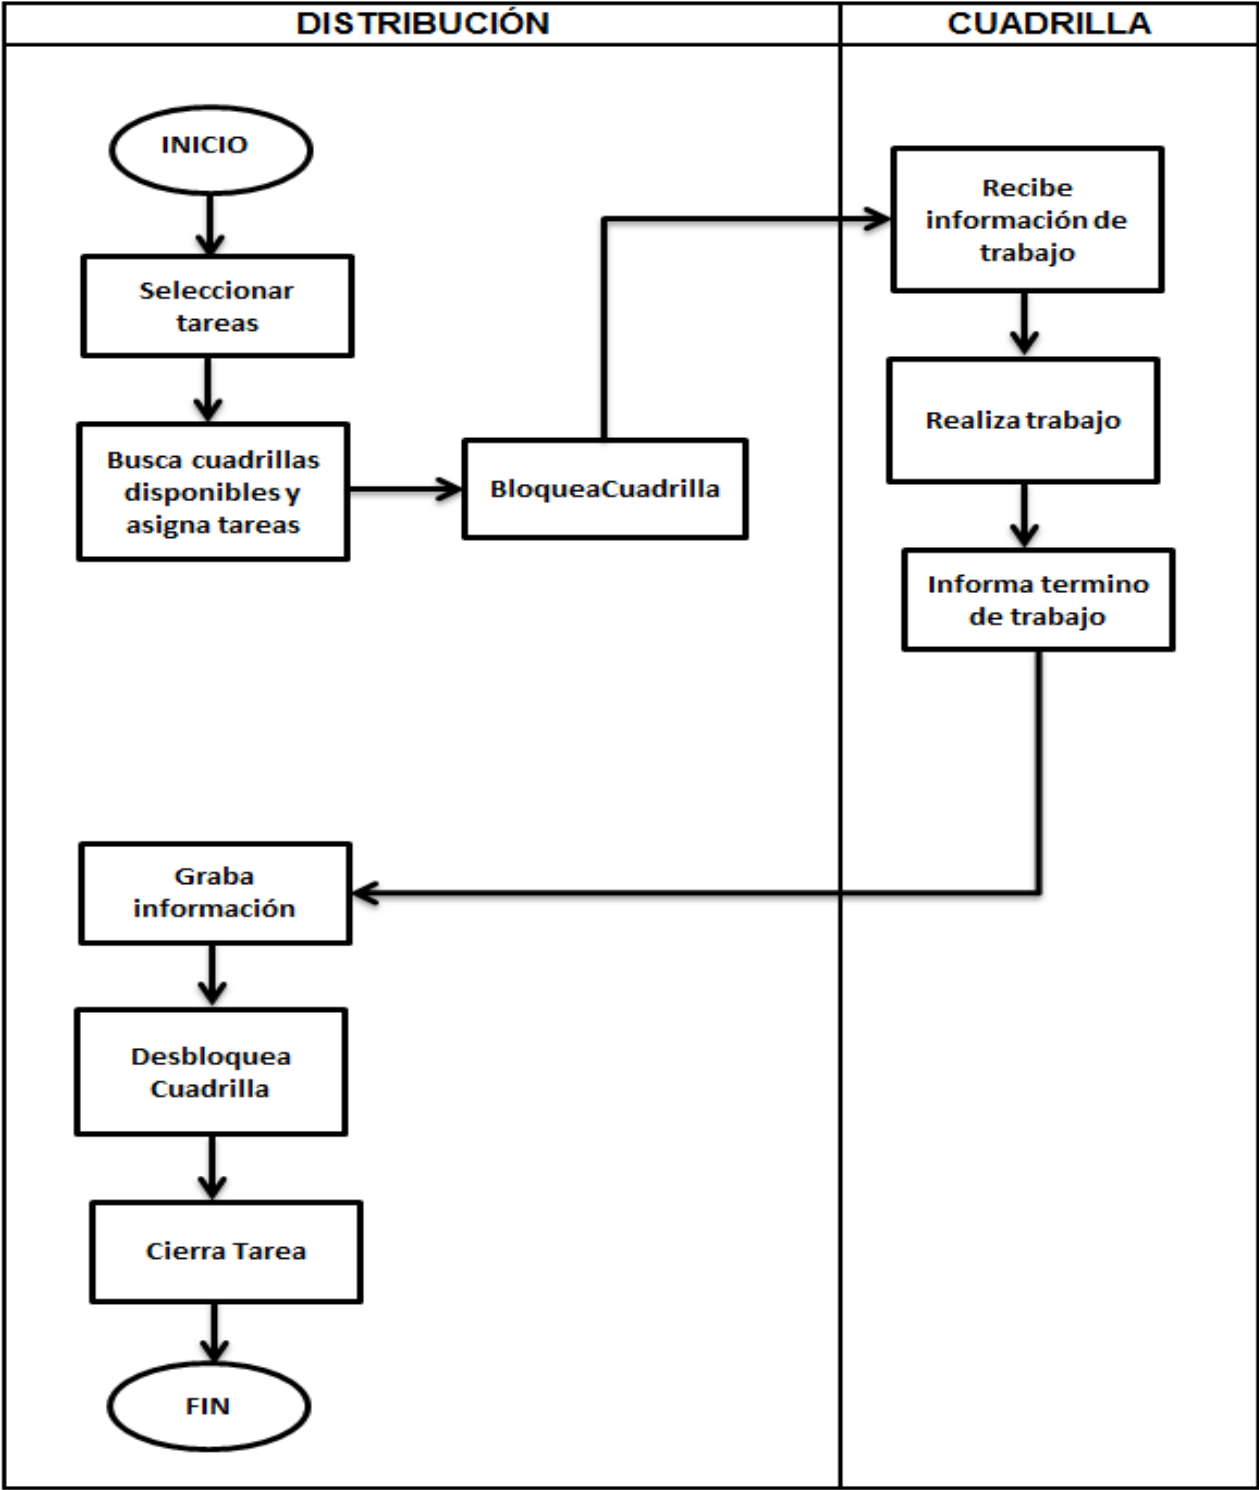 DISTRIBUCIÓN
CUADRILLA
INICIO
Seleccionar
tareas
Busca cuadrillas
disponibles y
asigna tareas
BloqueaCuadrilla
Recibe
información de
trabajo
Realiza trabajo
Informa termino
de trabajo
Graba
información
Desbloquea
Cuadrilla
Cierra Tarea
FIN